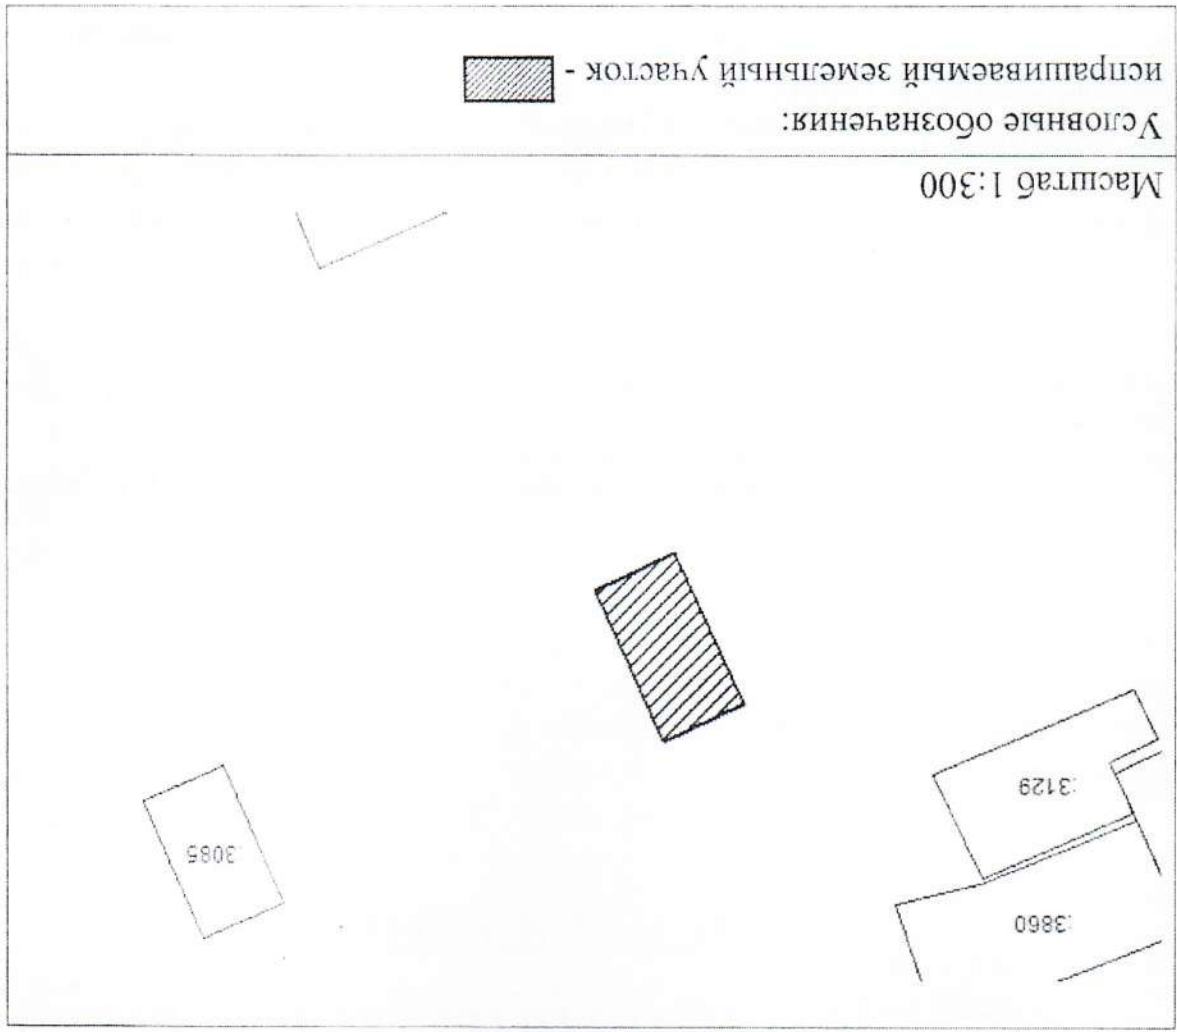 :3860
:3129
:3085
Масштаб 1:300
Условные обозначения:
испрашиваемый земельный участок -